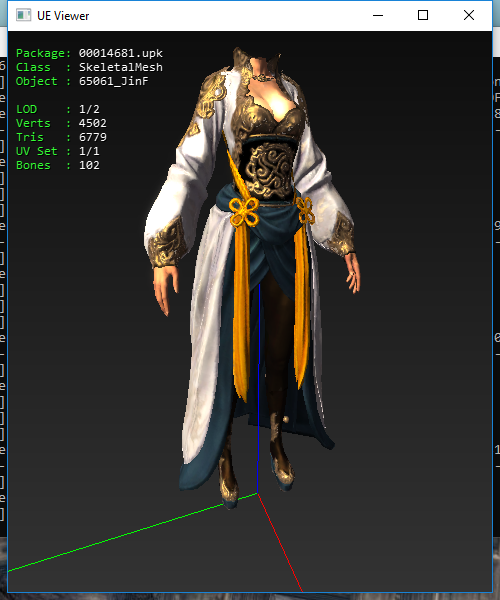 UE Viewer
Package: 00014681.upk
Class  : SkeletalMesh
Object : 65061_JinF
LOD    : 1/2
Verts  : 4502
Tris   : 6779
UV Set : 1/1
Bones  : 102